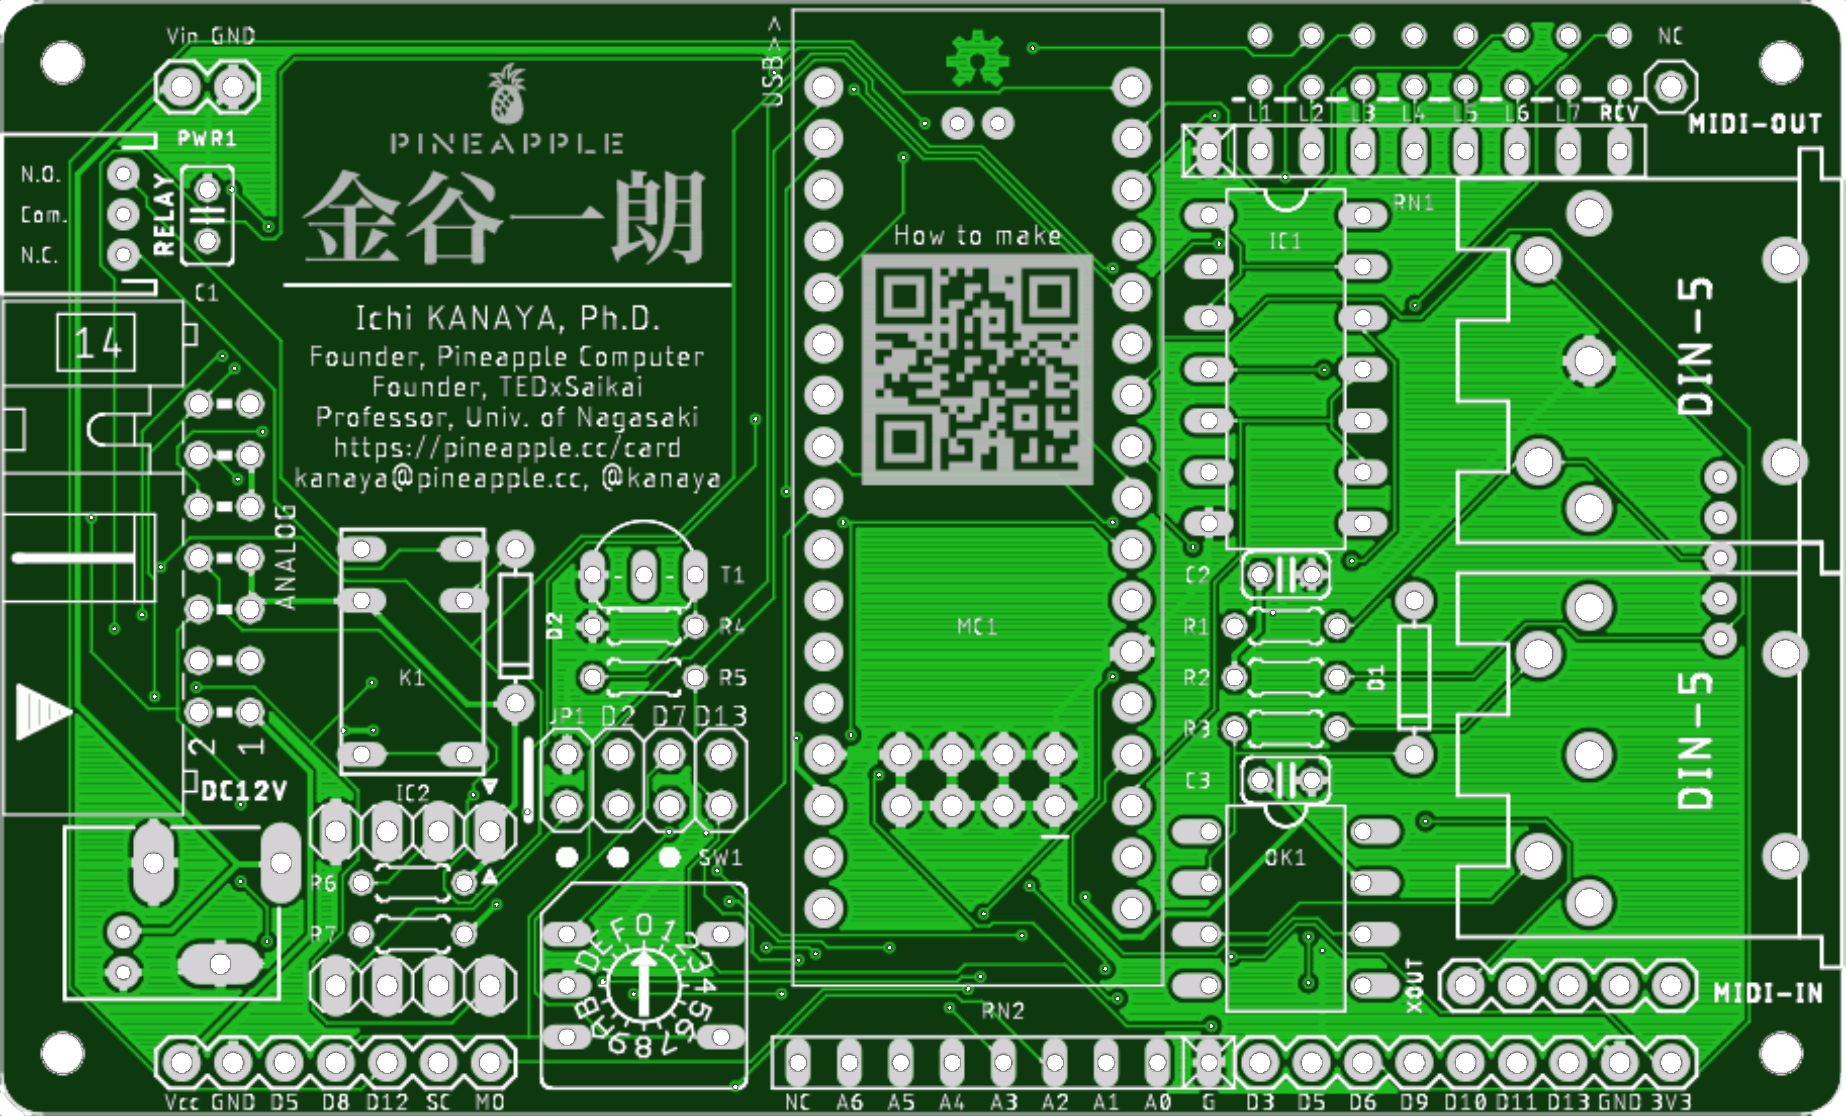 Vin GND
USB->
NC
PINEAPPLE
PWR1
L1 L2 L3 L4 L5 L6 L7 RCV
MIDI-OUT
N.O.
Com.
N.C.
RELAY
C1
金谷一朗
How to make
RN1
IC1
DIN-5
Ichi KANAYA, Ph.D.
Founder, Pineapple Computer
Founder, TEDxSaikai
Professor, Univ. of Nagasaki
https://pineapple.cc/card
kanaya@pineapple.cc, @kanaya
14
ANALOG
T1
C2
D2
R4
MC1
R1
K1
R5
R2
D1
DIN-5
JP1 D2 D7 D13
R3
2 1
DC12V
IC2
C3
SW1
OK1
R6
R7
0123456789ABCDEF
XOUT
MIDI-IN
RN2
Vcc GND D5 D8 D12 SC MO
NC A6 A5 A4 A3 A2 A1 A0 G D3 D5 D6 D9 D10 D11 D13 GND 3V3